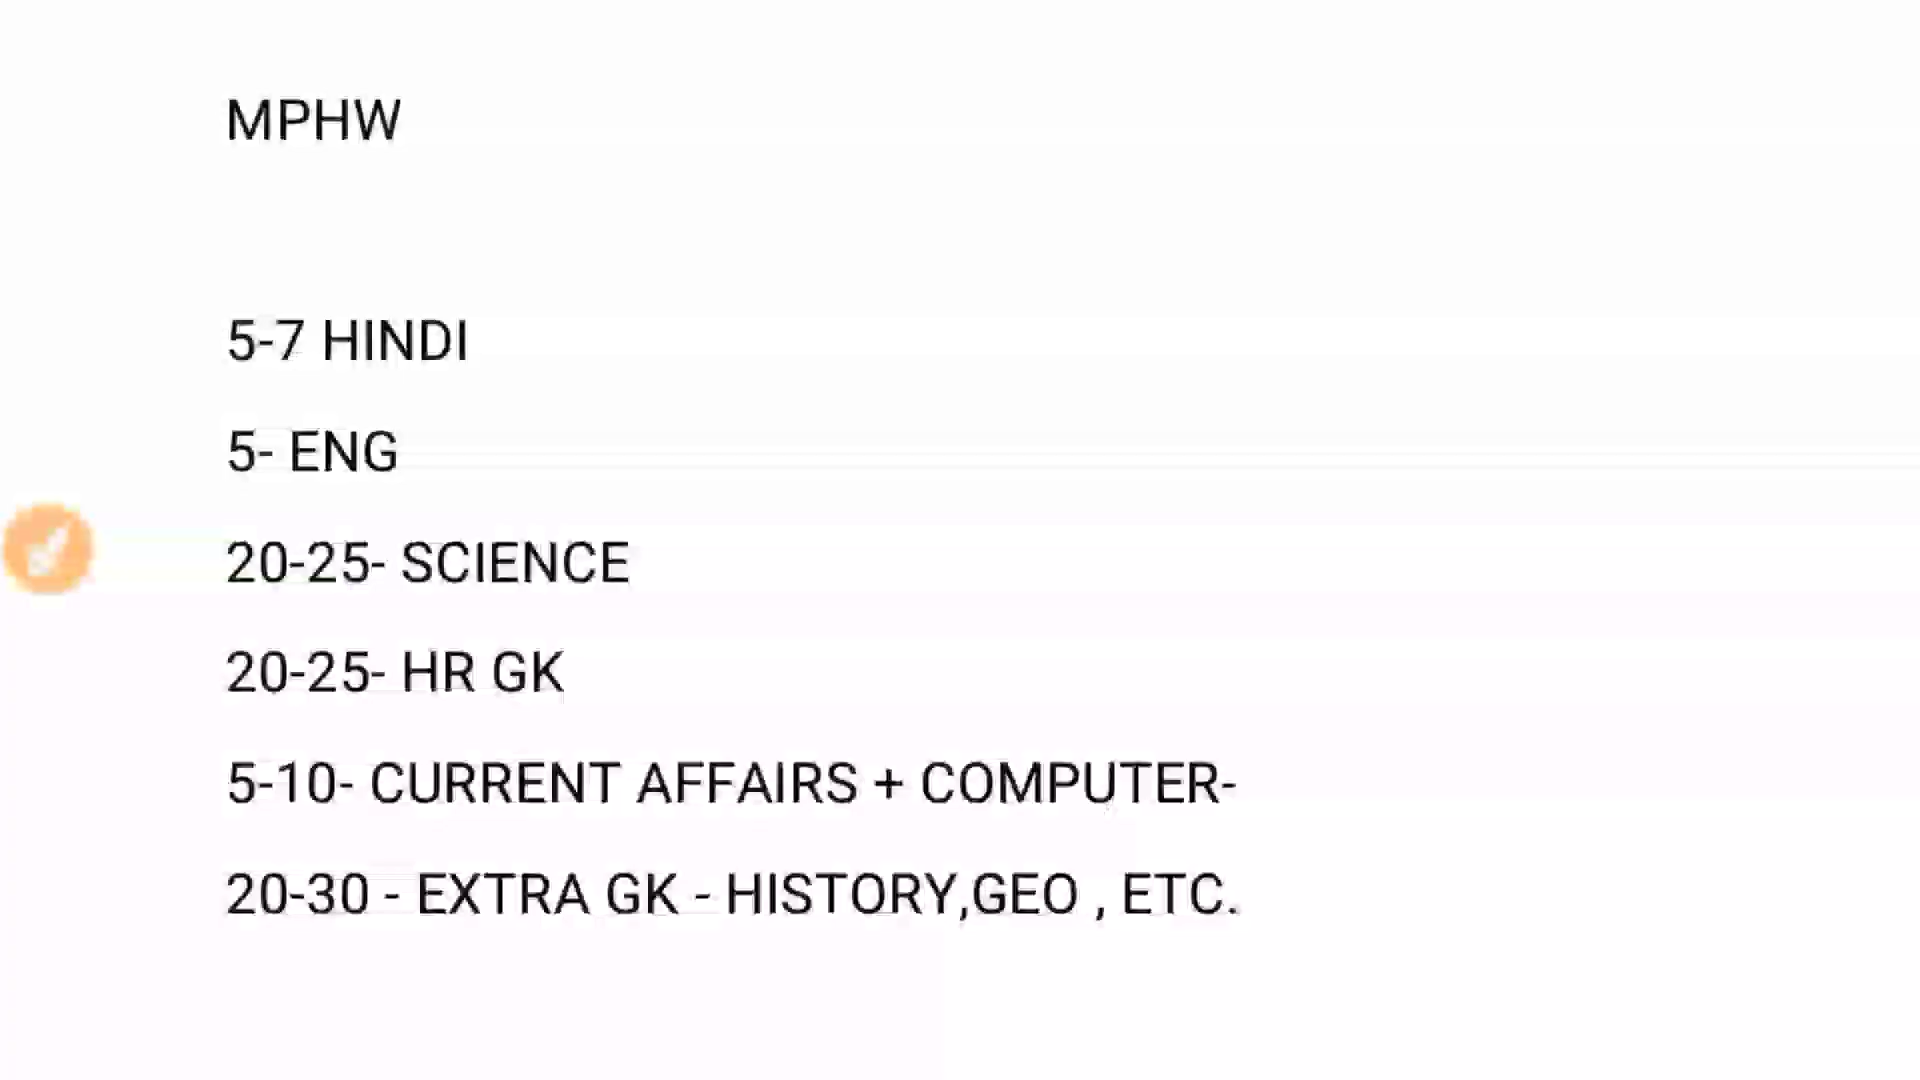 MPHW
5-7 HINDI
5- ENG
20-25- SCIENCE
20-25- HR GK
5-10- CURRENT AFFAIRS + COMPUTER-
20-30 - EXTRA GK - HISTORY,GEO , ETC.